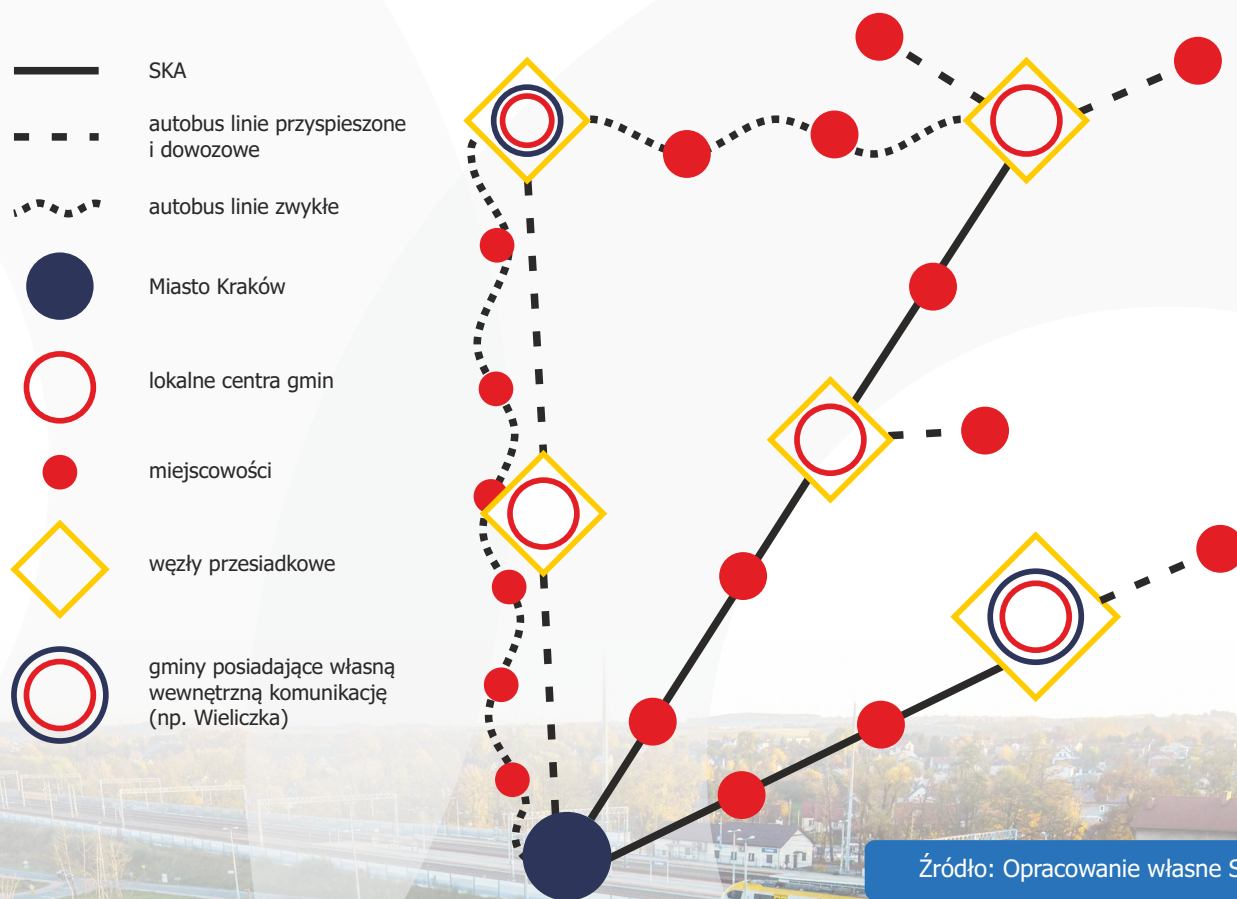 SKA
autobus linie przyspieszone
i dowozowe
autobus linie zwykłe
Miasto Kraków
lokalne centra gmin
miejscowości
węzły przesiadkowe
gminy posiadające własną
wewnętrzną komunikację
(np. Wieliczka)
Źródło: Opracowanie własne S